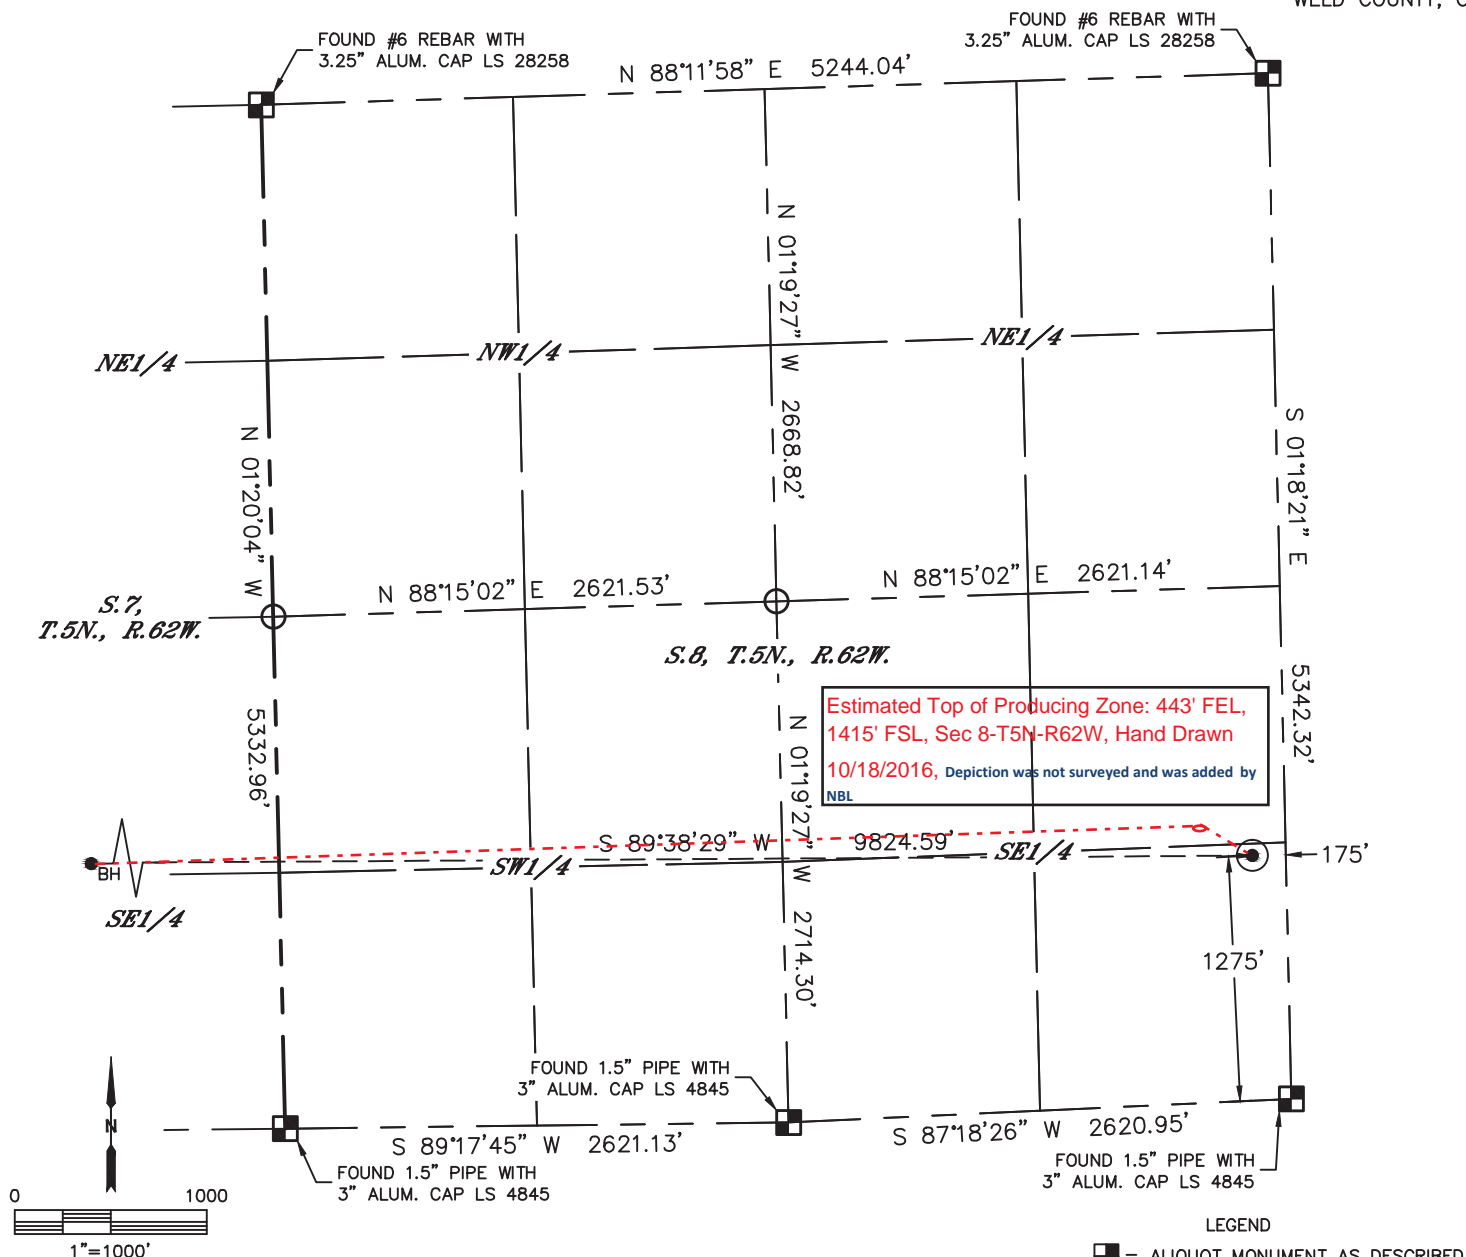 WELD COUNTY, C
FOUND #6 REBAR WITH
3.25" ALUM. CAP LS 28258
FOUND #6 REBAR WITH
3.25" ALUM. CAP LS 28258
N 88°11'58" E 5244.04'
N 01°19'27" W 2668.82'
NE1/4
NW1/4
NE1/4
N 01°20'04" W
5332.96'
S 01°18'21" E
5342.32'
N 88°15'02" E 2621.53'
N 88°15'02" E 2621.14'
S.7,
T.5N., R.62W.
S.8, T.5N., R.62W.
Estimated Top of Producing Zone: 443' FEL,
1415' FSL, Sec 8-T5N-R62W, Hand Drawn
10/18/2016, Depiction was not surveyed and was added by
NBL
N 01°19'27" W 2714.30'
S 89°38'29" W 9824.59'
BH
SW1/4
SE1/4
175'
SE1/4
1275'
FOUND 1.5" PIPE WITH
3" ALUM. CAP LS 4845
N
S 89°17'45" W 2621.13'
S 87°18'26" W 2620.95'
FOUND 1.5" PIPE WITH
3" ALUM. CAP LS 4845
FOUND 1.5" PIPE WITH
3" ALUM. CAP LS 4845
0 1000
1"=1000'
LEGEND
– ALIQUOT MONUMENT AS DESCRIBED